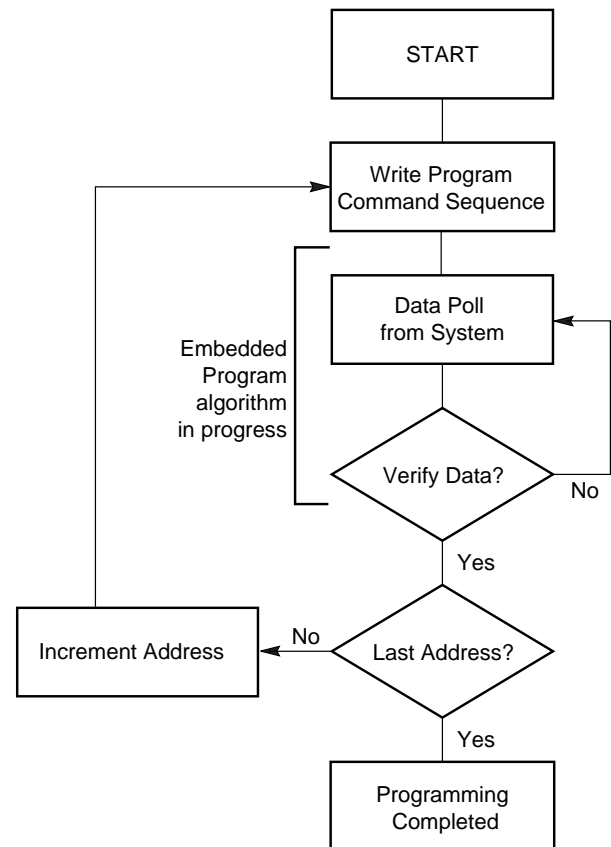 START
Write Program
Command Sequence
Data Poll
from System
Embedded
Program
algorithm
in progress
Verify Data?
No
Yes
Increment Address
No
Last Address?
Yes
Programming
Completed